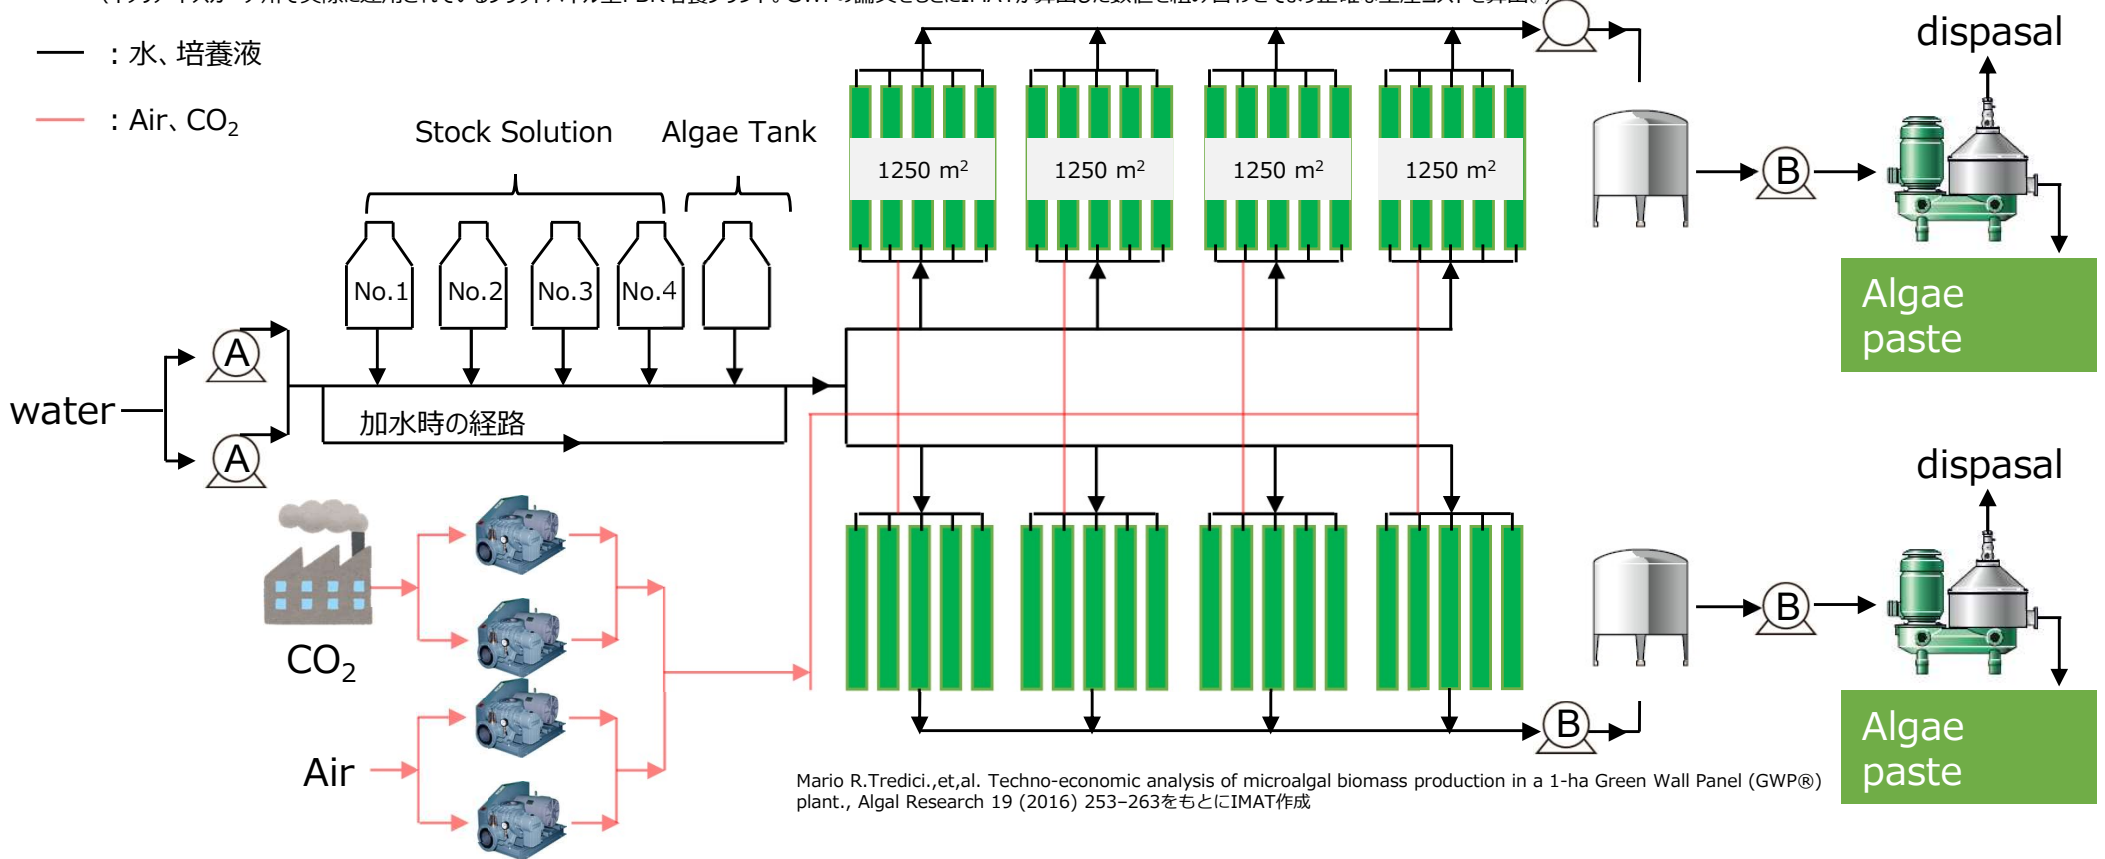 : 水、培養液
: Air、CO₂
Stock Solution
Algae Tank
No.1
No.2
No.3
No.4
A
A
water
加水時の経路
CO₂
Air
1250 m²
1250 m²
1250 m²
1250 m²
B
dispasal
Algae
paste
B
B
dispasal
Algae
paste
Mario R.Tredici.,et,al. Techno-economic analysis of microalgal biomass production in a 1-ha Green Wall Panel (GWP®)
plant., Algal Research 19 (2016) 253–263をもとにIMAT作成